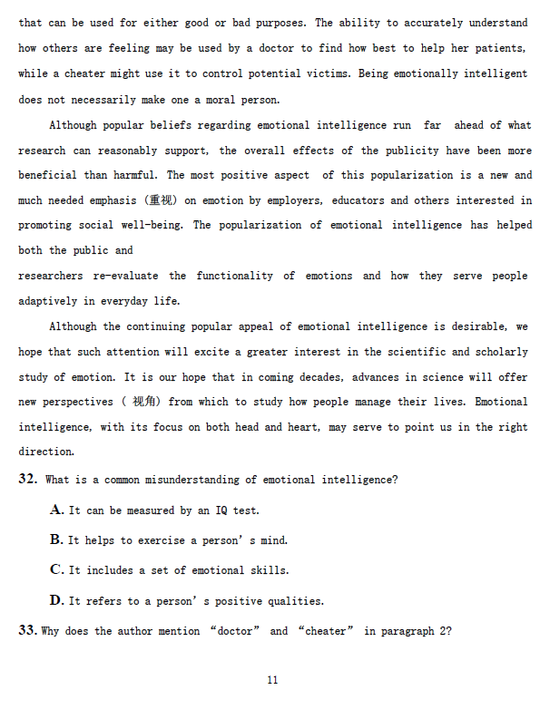 that can be used for either good or bad purposes. The ability to accurately understand
how others are feeling may be used by a doctor to find how best to help her patients,
while a cheater might use it to control potential victims. Being emotionally intelligent
does not necessarily make one a moral person.
Although popular beliefs regarding emotional intelligence run far ahead of what
research can reasonably support, the overall effects of the publicity have been more
beneficial than harmful. The most positive aspect of this popularization is a new and
much needed emphasis (重视) on emotion by employers, educators and others interested in
promoting social well-being. The popularization of emotional intelligence has helped
both the public and
researchers re-evaluate the functionality of emotions and how they serve people
adaptively in everyday life.
Although the continuing popular appeal of emotional intelligence is desirable, we
hope that such attention will excite a greater interest in the scientific and scholarly
study of emotion. It is our hope that in coming decades, advances in science will offer
new perspectives ( 视角) from which to study how people manage their lives. Emotional
intelligence, with its focus on both head and heart, may serve to point us in the right
direction.
32. What is a common misunderstanding of emotional intelligence?
A. It can be measured by an IQ test.
B. It helps to exercise a person’s mind.
C. It includes a set of emotional skills.
D. It refers to a person’s positive qualities.
33. Why does the author mention “doctor” and “cheater” in paragraph 2?
11